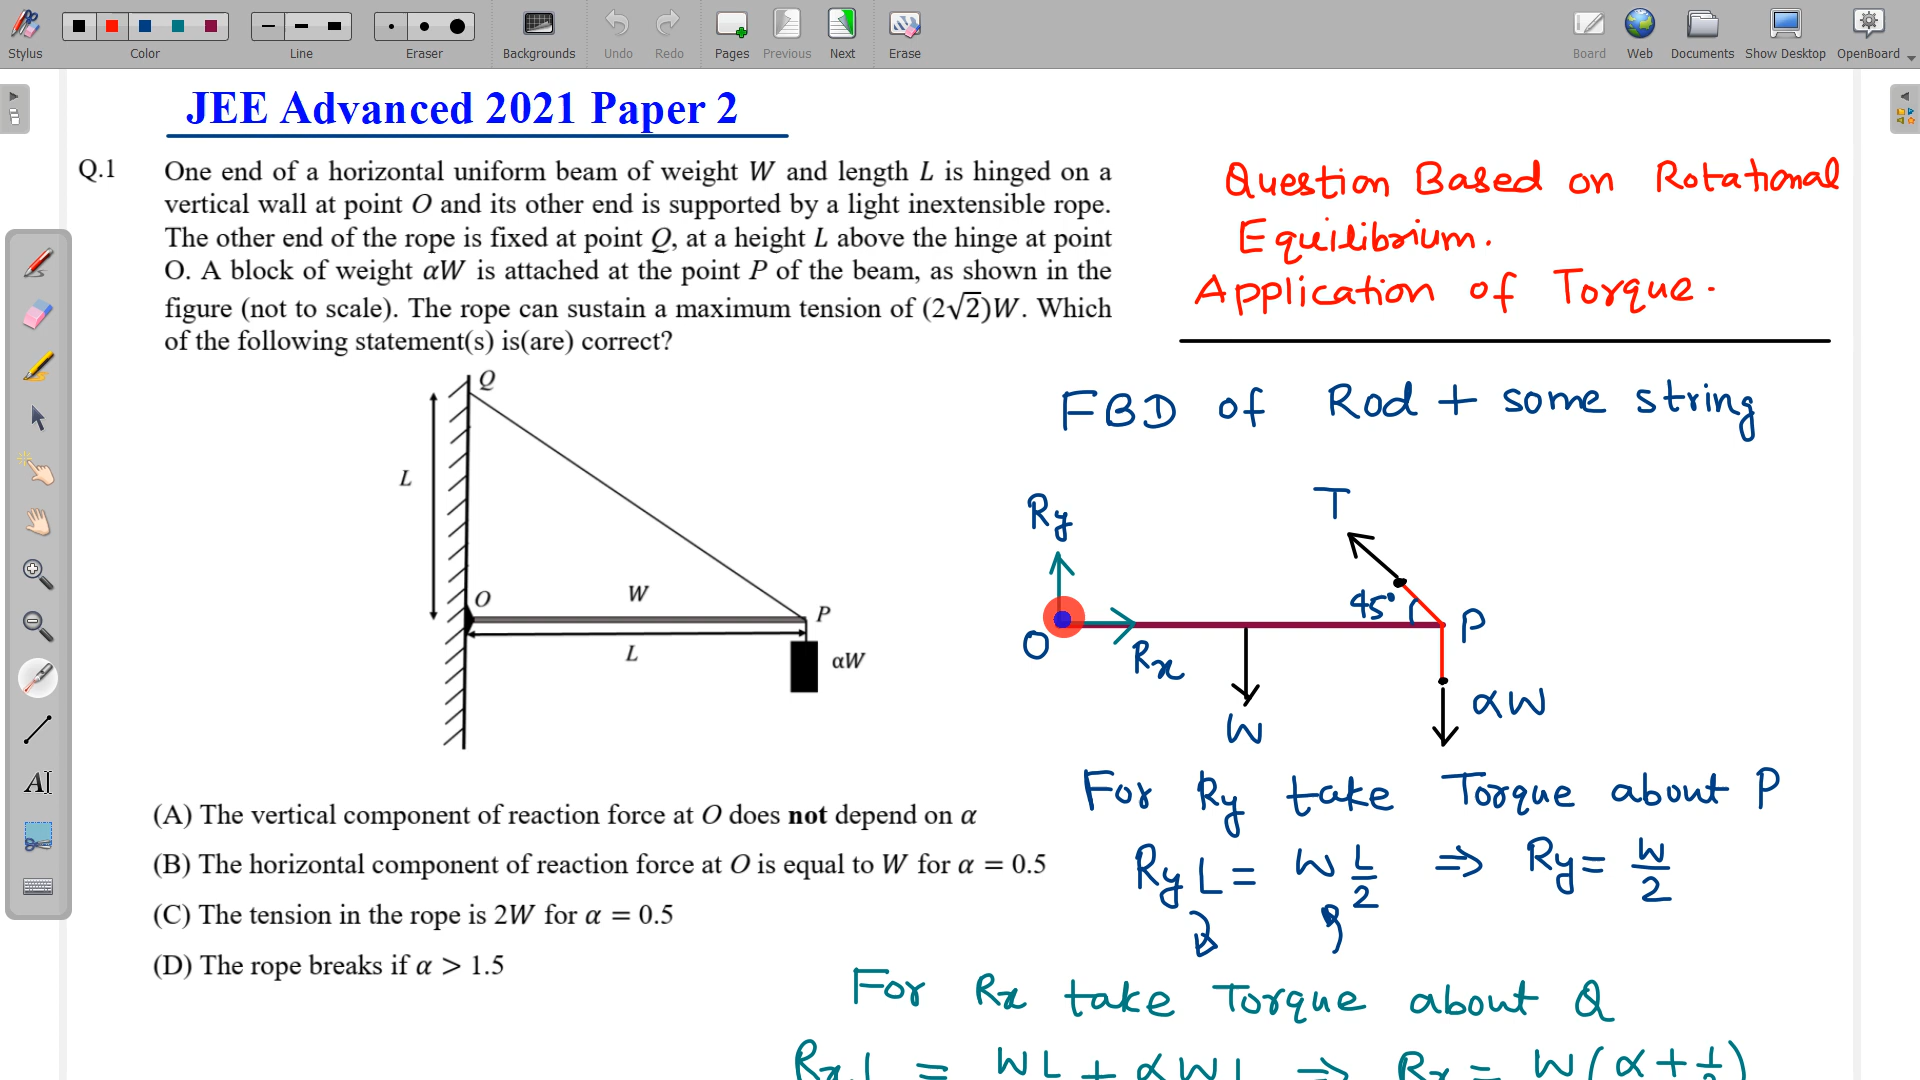 Stylus
Color
Line
Eraser
Backgrounds
Undo
Redo
Pages
Previous
Next
Erase
Board
Web
Documents
Show Desktop
OpenBoard
JEE Advanced 2021 Paper 2
Q.1 One end of a horizontal uniform beam of weight W and length L is hinged on a
vertical wall at point O and its other end is supported by a light inextensible rope.
The other end of the rope is fixed at point Q, at a height L above the hinge at point
O. A block of weight αW is attached at the point P of the beam, as shown in the
figure (not to scale). The rope can sustain a maximum tension of (2√2)W. Which
of the following statement(s) is(are) correct?
Q
L
O
W
P
L
αW
(A) The vertical component of reaction force at O does not depend on α
(B) The horizontal component of reaction force at O is equal to W for α = 0.5
(C) The tension in the rope is 2W for α = 0.5
(D) The rope breaks if α > 1.5
Question Based on Rotational
Equilibrium.
Application of Torque.
FBD of Rod + some string
Ry
T
45°
O
Rx
P
W
αW
For Ry take Torque about P
Ry L = W L/2 ⇒ Ry = W/2
For Rx take Torque about Q
Rx L = WL + αWL ⇒ Rx = W(α+1/2)
AI